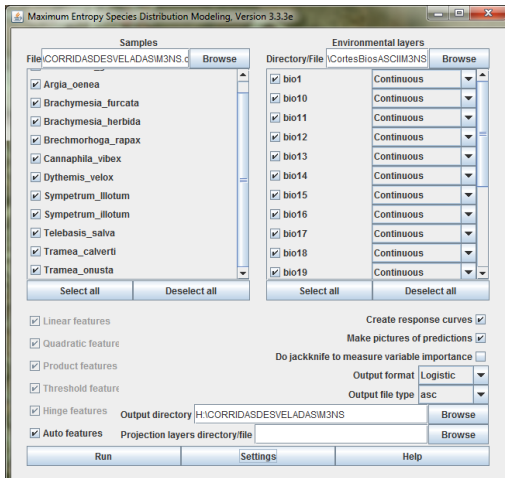 Maximum Entropy Species Distribution Modeling, Version 3.3.3e
Samples
File \CORRIDASDESVELADAS\M3NS.c Browse
Argia_oenea
Brachymesia_furcata
Brachymesia_herbida
Brechmorhoga_rapax
Cannaphila_vibex
Dythemis_velox
Sympetrum_Illotum
Sympetrum_illotum
Telebasis_salva
Tramea_calverti
Tramea_onusta
Select all Deselect all
Environmental layers
Directory/File \CortesBiosASCIIM3NS Browse
bio1 Continuous
bio10 Continuous
bio11 Continuous
bio12 Continuous
bio13 Continuous
bio14 Continuous
bio15 Continuous
bio16 Continuous
bio17 Continuous
bio18 Continuous
bio19 Continuous
Select all Deselect all
Linear features
Quadratic feature
Product features
Threshold feature
Hinge features
Auto features
Create response curves
Make pictures of predictions
Do jackknife to measure variable importance
Output format Logistic
Output file type asc
Output directory H:\CORRIDASDESVELADAS\M3NS Browse
Projection layers directory/file Browse
Run Settings Help